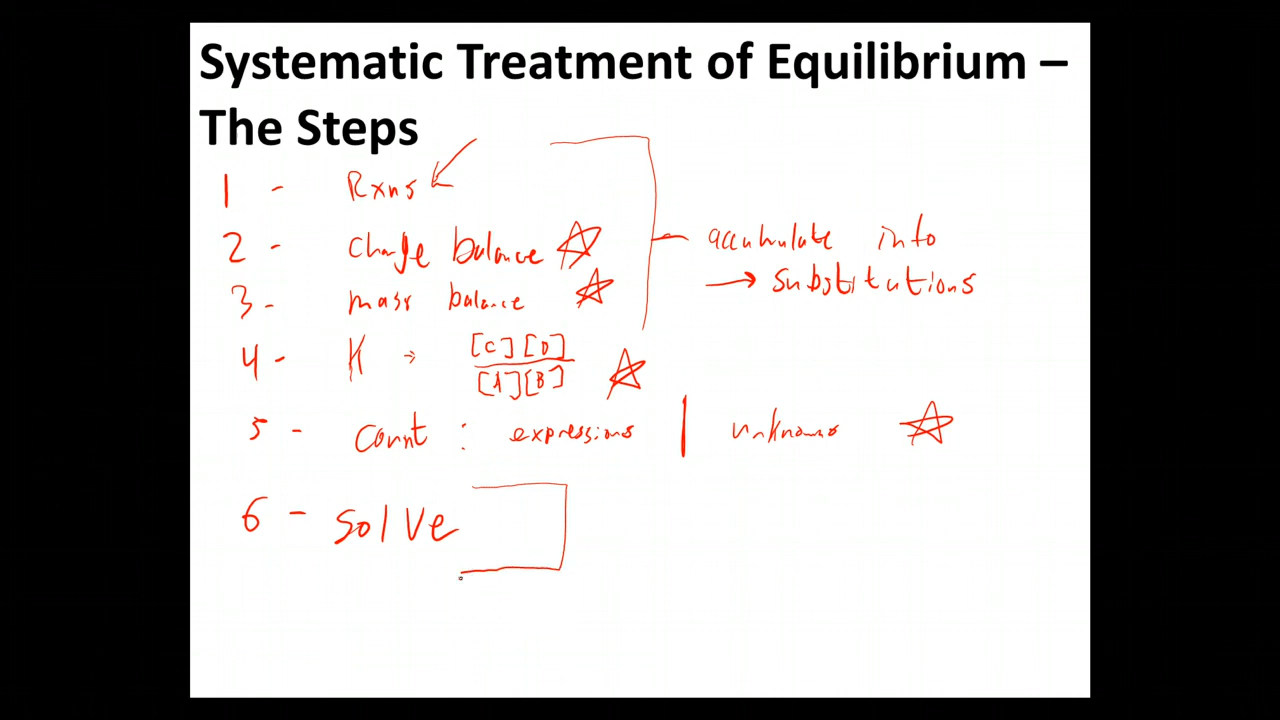 Systematic Treatment of Equilibrium –
The Steps
1 - Rxns
2 - charge balance
accumulate into
→ substitutions
3 - mass balance
4 - K → [C][D] / [A][B]
5 - count : expressions | unknowns
6 - solve